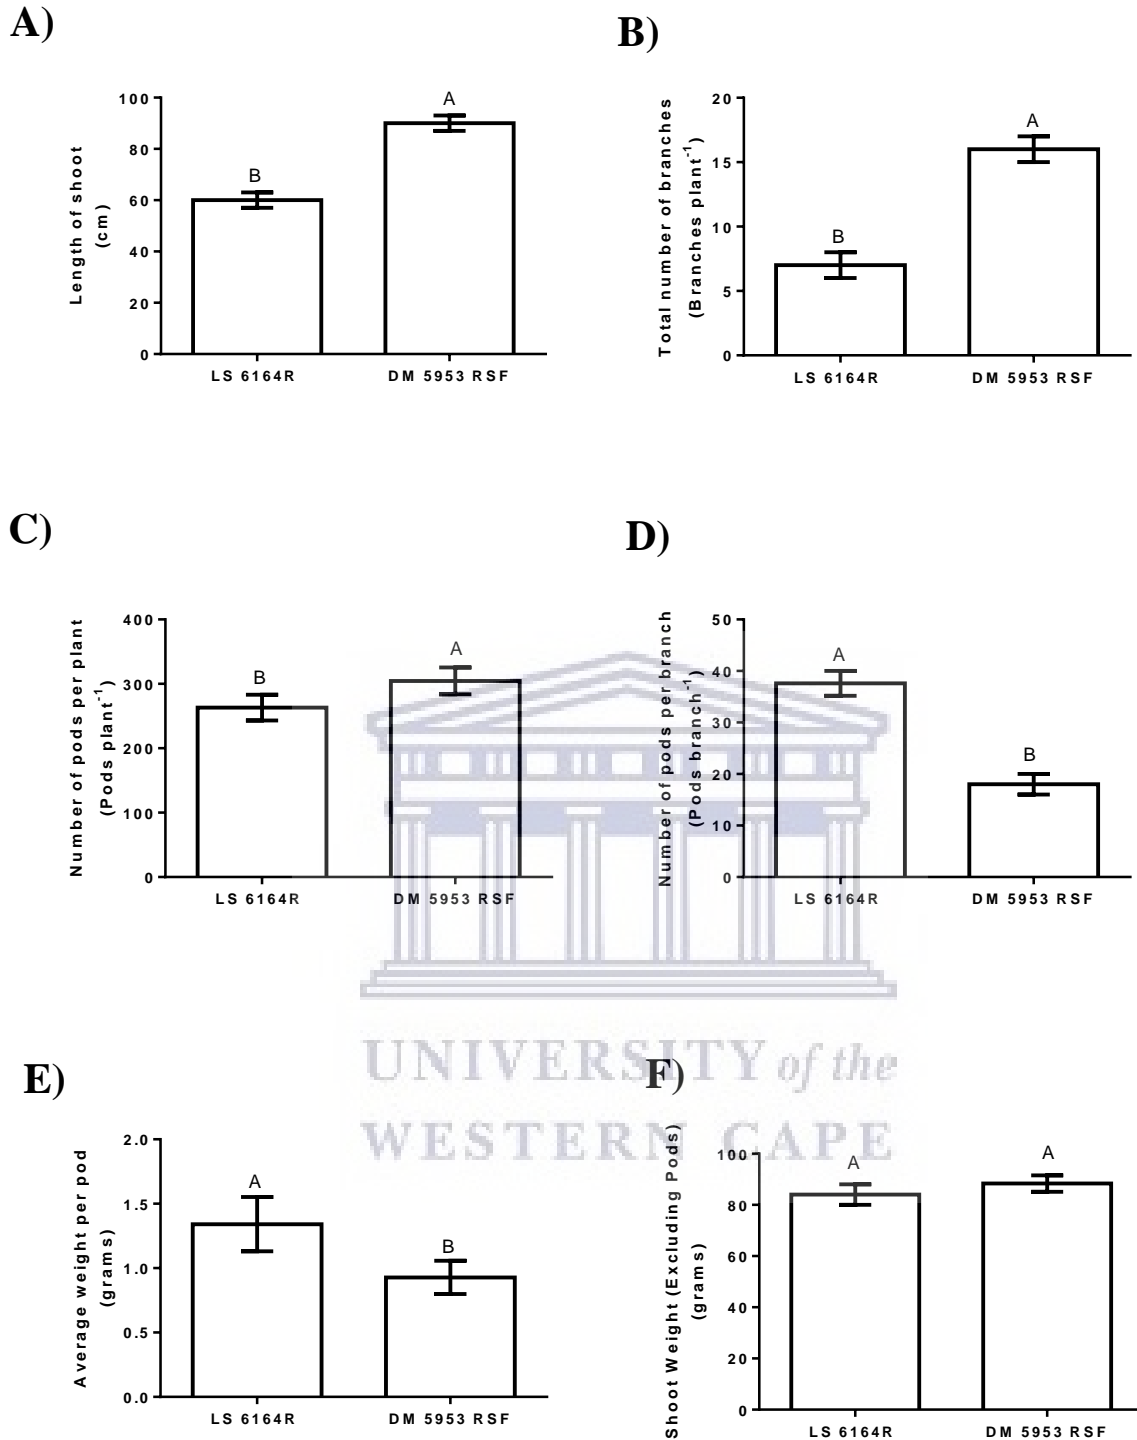 A)
Length of shoot
(cm)
100
80
60
40
20
0
B
A
LS 6164R DM 5953 RSF
B)
Total number of branches
(Branches plant⁻¹)
20
15
10
5
0
B
A
LS 6164R DM 5953 RSF
C)
Number of pods per plant
(Pods plant⁻¹)
400
300
200
100
0
B
A
LS 6164R DM 5953 RSF
D)
Number of pods per branch
(Pods branch⁻¹)
50
40
30
20
10
0
A
B
LS 6164R DM 5953 RSF
UNIVERSITY of the
WESTERN CAPE
E)
Average weight per pod
(grams)
2.0
1.5
1.0
0.5
0.0
A
B
LS 6164R DM 5953 RSF
F)
Shoot Weight (Excluding Pods)
(grams)
100
80
60
40
20
0
A
A
LS 6164R DM 5953 RSF